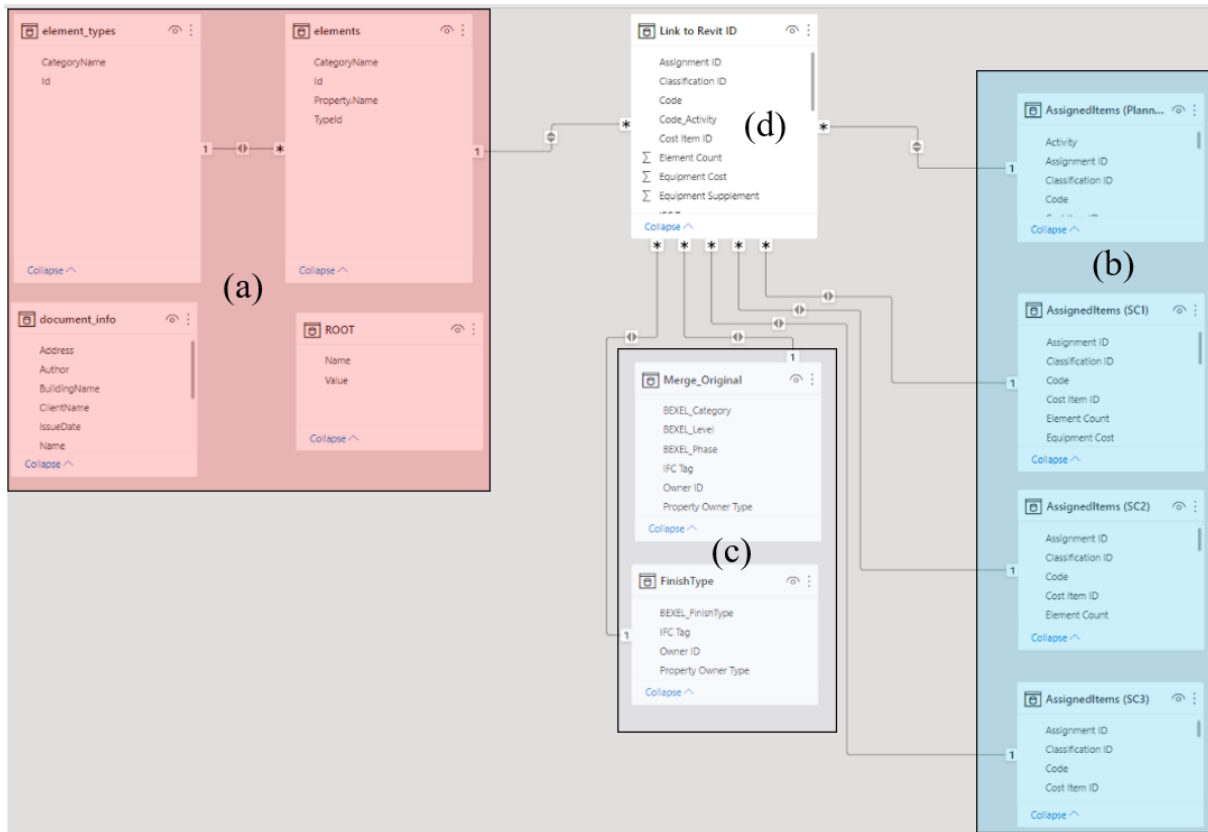 element_types
CategoryName
Id
Collapse
elements
CategoryName
Id
Property.Name
TypeId
Collapse
(a)
document_info
Address
Author
BuildingName
ClientName
IssueDate
Name
Collapse
ROOT
Name
Value
Collapse
1
*
1
*
Link to Revit ID
Assignment ID
Classification ID
Code
Code_Activity
Cost Item ID
Σ Element Count
Σ Equipment Cost
Σ Equipment Supplement
Collapse
(d)
*
* * * * *
1
Merge_Original
BEXEL_Category
BEXEL_Level
BEXEL_Phase
IFC Tag
Owner ID
Property Owner Type
Collapse
(c)
1
FinishType
BEXEL_FinishType
IFC Tag
Owner ID
Property Owner Type
Collapse
1
AssignedItems (Plann...
Activity
Assignment ID
Classification ID
Code
Collapse
(b)
1
AssignedItems (SC1)
Assignment ID
Classification ID
Code
Cost Item ID
Element Count
Equipment Cost
Collapse
1
AssignedItems (SC2)
Assignment ID
Classification ID
Code
Cost Item ID
Element Count
Collapse
1
AssignedItems (SC3)
Assignment ID
Classification ID
Code
Cost Item ID
Collapse